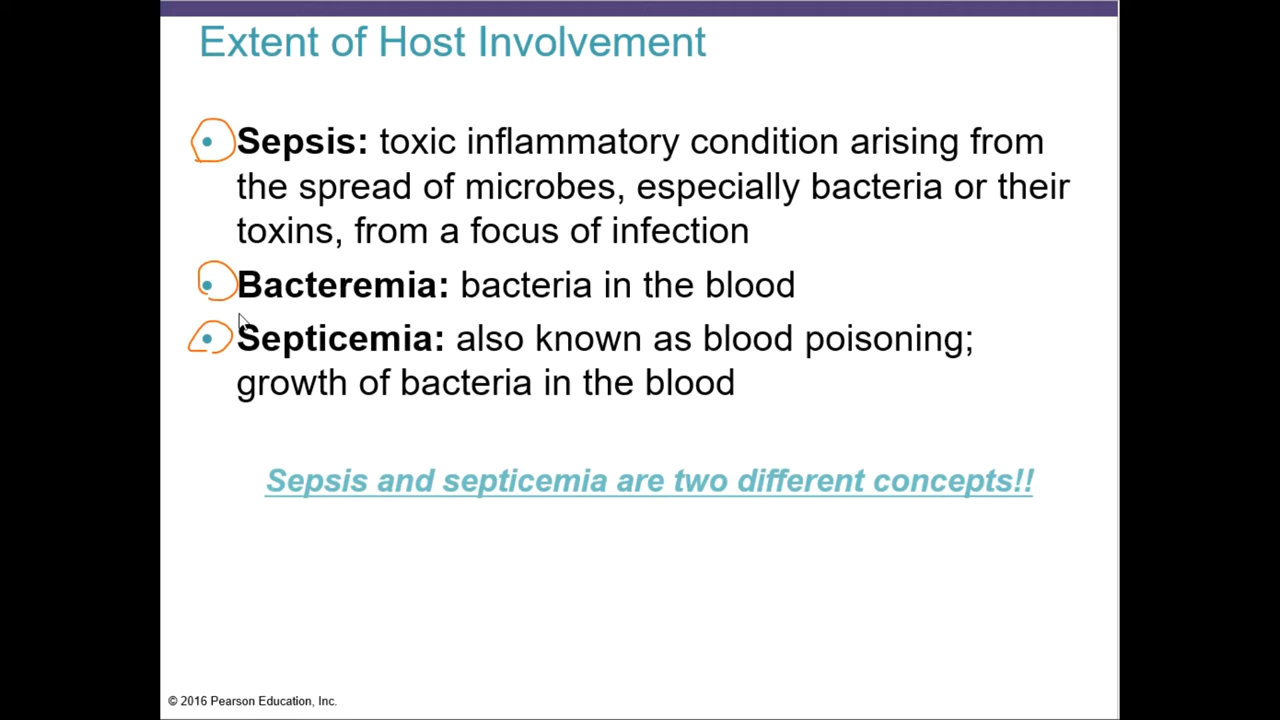 Extent of Host Involvement
• Sepsis: toxic inflammatory condition arising from
the spread of microbes, especially bacteria or their
toxins, from a focus of infection
• Bacteremia: bacteria in the blood
• Septicemia: also known as blood poisoning;
growth of bacteria in the blood
Sepsis and septicemia are two different concepts!!
© 2016 Pearson Education, Inc.